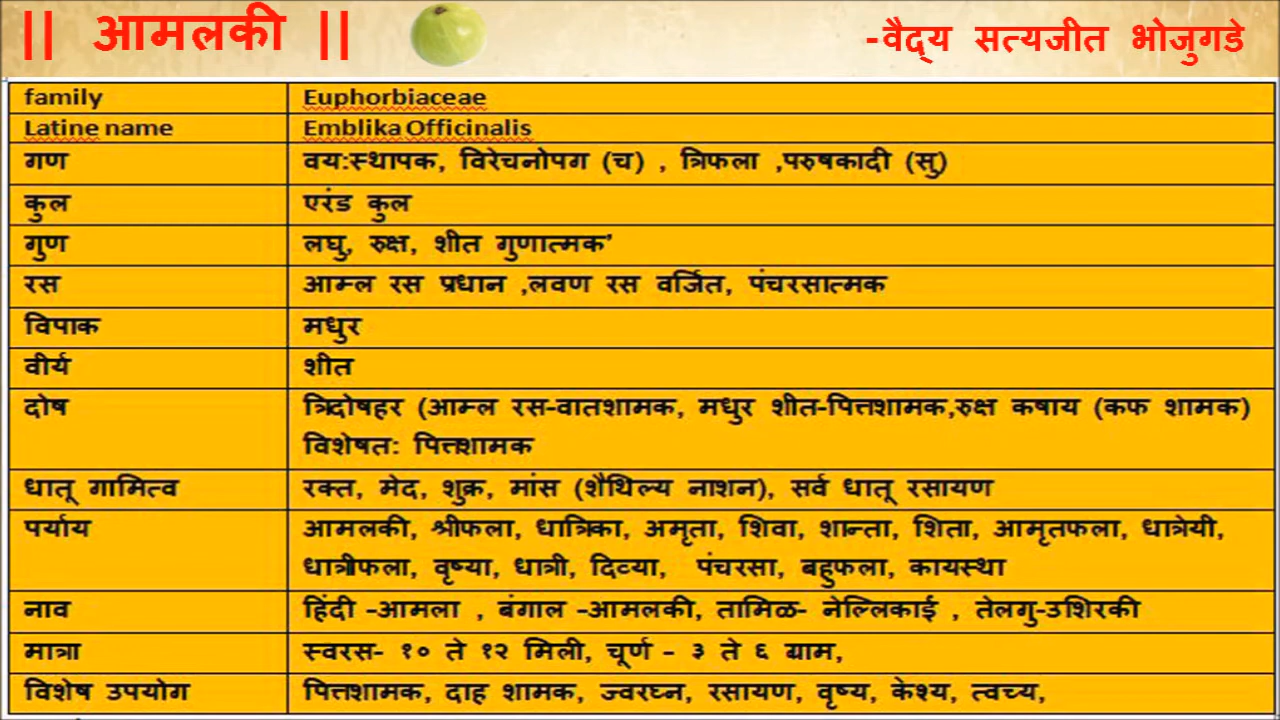 || आमलकी ||
-वैद्य सत्यजीत भोजुगडे
family Euphorbiaceae
Latine name Emblika Officinalis
गण वय:स्थापक, विरेचनोपग (च) , त्रिफला ,परुषकादी (सु)
कुल एरंड कुल
गुण लघु, रुक्ष, शीत गुणात्मक’
रस आम्ल रस प्रधान ,लवण रस वर्जित, पंचरसात्मक
विपाक मधुर
वीर्य शीत
दोष त्रिदोषहर (आम्ल रस-वातशामक, मधुर शीत-पित्तशामक,रुक्ष कषाय (कफ शामक)
विशेषत: पित्तशामक
धातू गामित्व रक्त, मेद, शुक्र, मांस (शैथिल्य नाशन), सर्व धातू रसायण
पर्याय आमलकी, श्रीफला, धात्रिका, अमृता, शिवा, शान्ता, शिता, आमृतफला, धात्रेयी,
धात्रीफला, वृष्या, धात्री, दिव्या, पंचरसा, बहुफला, कायस्था
नाव हिंदी –आमला , बंगाल –आमलकी, तामिळ- नेल्लिकाई , तेलगु-उशिरकी
मात्रा स्वरस- १० ते १२ मिली, चूर्ण – ३ ते ६ ग्राम,
विशेष उपयोग पित्तशामक, दाह शामक, ज्वरघ्न, रसायण, वृष्य, केश्य, त्वच्य,